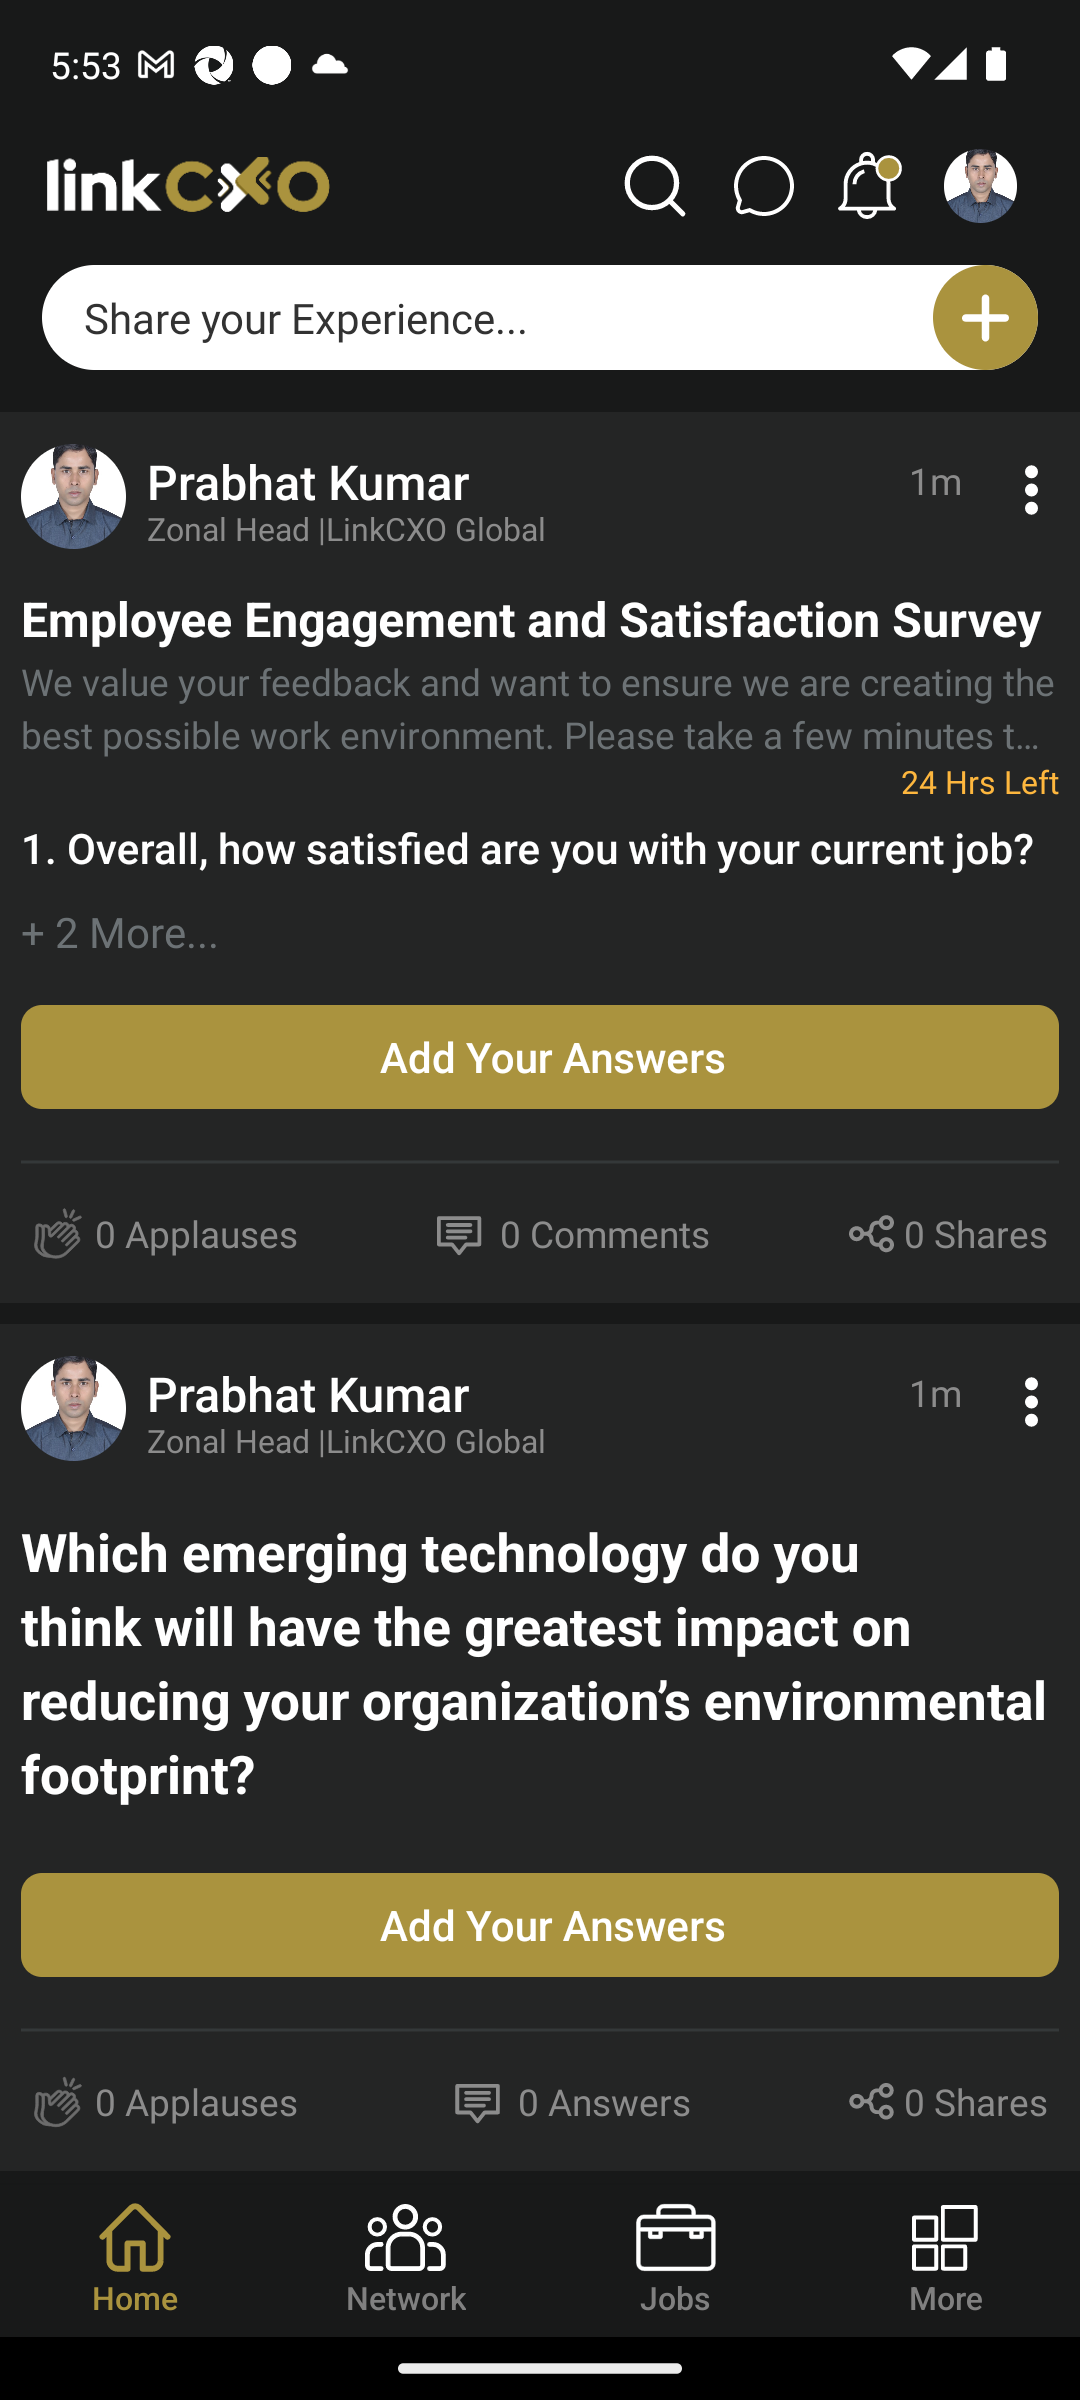 5:53
linkCXO
Share your Experience...
Prabhat Kumar
1m
Zonal Head |LinkCXO Global
Employee Engagement and Satisfaction Survey
We value your feedback and want to ensure we are creating the
best possible work environment. Please take a few minutes t...
24 Hrs Left
1. Overall, how satisfied are you with your current job?
+ 2 More...
Add Your Answers
0 Applauses 0 Comments 0 Shares
Prabhat Kumar
1m
Zonal Head |LinkCXO Global
Which emerging technology do you
think will have the greatest impact on
reducing your organization’s environmental
footprint?
Add Your Answers
0 Applauses 0 Answers 0 Shares
Home Network Jobs More